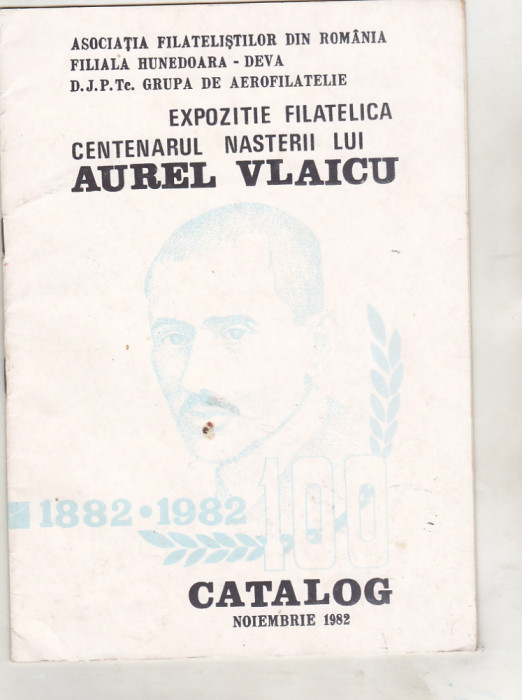 ASOCIAŢIA FILATELIŞTILOR DIN ROMÂNIA
FILIALA HUNEDOARA - DEVA
D.J.P.Tc. GRUPA DE AEROFILATELIE
EXPOZITIE FILATELICA
CENTENARUL NASTERII LUI
AUREL VLAICU
1882 • 1982
100
CATALOG
NOIEMBRIE 1982